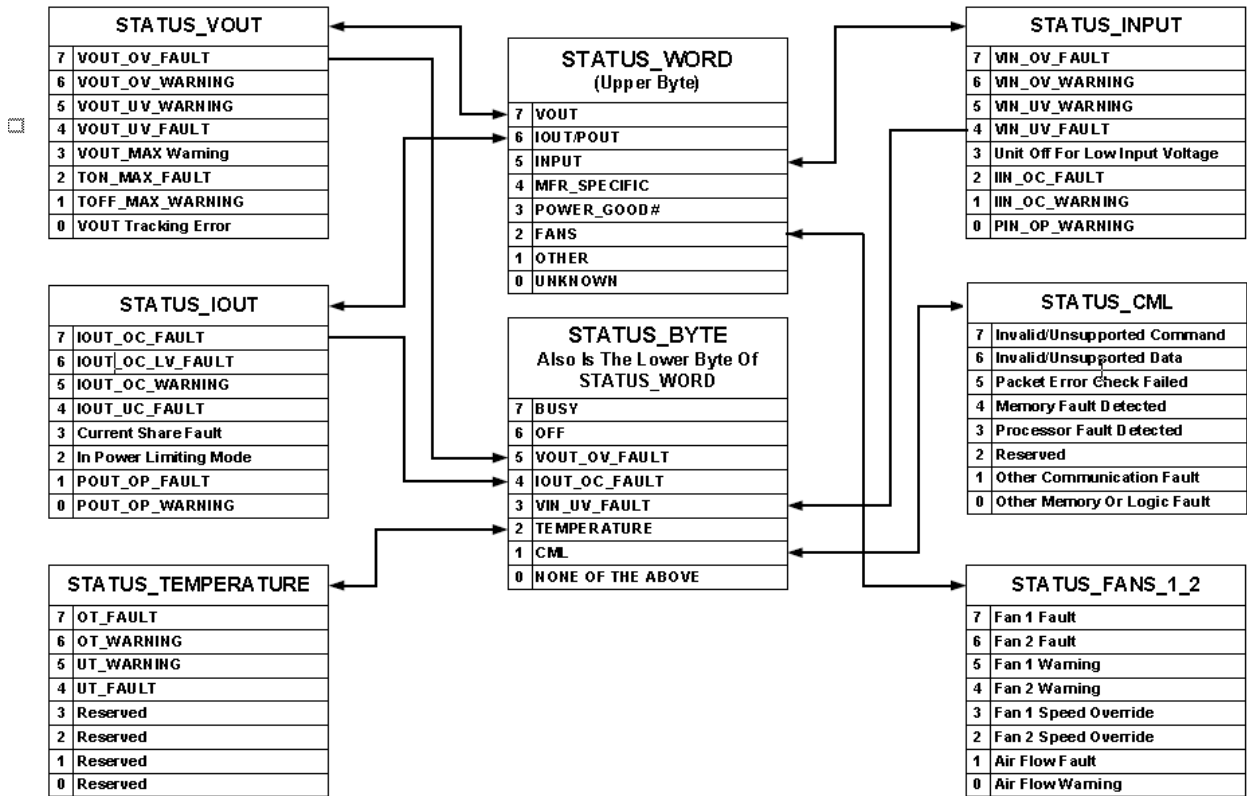 STATUS_VOUT
7 VOUT_OV_FAULT
6 VOUT_OV_WARNING
5 VOUT_UV_WARNING
4 VOUT_UV_FAULT
3 VOUT_MAX Warning
2 TON_MAX_FAULT
1 TOFF_MAX_WARNING
0 VOUT Tracking Error
STATUS_IOUT
7 IOUT_OC_FAULT
6 IOUT_OC_LV_FAULT
5 IOUT_OC_WARNING
4 IOUT_UC_FAULT
3 Current Share Fault
2 In Power Limiting Mode
1 POUT_OP_FAULT
0 POUT_OP_WARNING
STATUS_TEMPERATURE
7 OT_FAULT
6 OT_WARNING
5 UT_WARNING
4 UT_FAULT
3 Reserved
2 Reserved
1 Reserved
0 Reserved
STATUS_WORD
(Upper Byte)
7 VOUT
6 IOUT/POUT
5 INPUT
4 MFR_SPECIFIC
3 POWER_GOOD#
2 FANS
1 OTHER
0 UNKNOWN
STATUS_BYTE
Also Is The Lower Byte Of
STATUS_WORD
7 BUSY
6 OFF
5 VOUT_OV_FAULT
4 IOUT_OC_FAULT
3 VIN_UV_FAULT
2 TEMPERATURE
1 CML
0 NONE OF THE ABOVE
STATUS_INPUT
7 VIN_OV_FAULT
6 VIN_OV_WARNING
5 VIN_UV_WARNING
4 VIN_UV_FAULT
3 Unit Off For Low Input Voltage
2 IIN_OC_FAULT
1 IIN_OC_WARNING
0 PIN_OP_WARNING
STATUS_CML
7 Invalid/Unsupported Command
6 Invalid/Unsupported Data
5 Packet Error Check Failed
4 Memory Fault Detected
3 Processor Fault Detected
2 Reserved
1 Other Communication Fault
0 Other Memory Or Logic Fault
STATUS_FANS_1_2
7 Fan 1 Fault
6 Fan 2 Fault
5 Fan 1 Warning
4 Fan 2 Warning
3 Fan 1 Speed Override
2 Fan 2 Speed Override
1 Air Flow Fault
0 Air Flow Warning